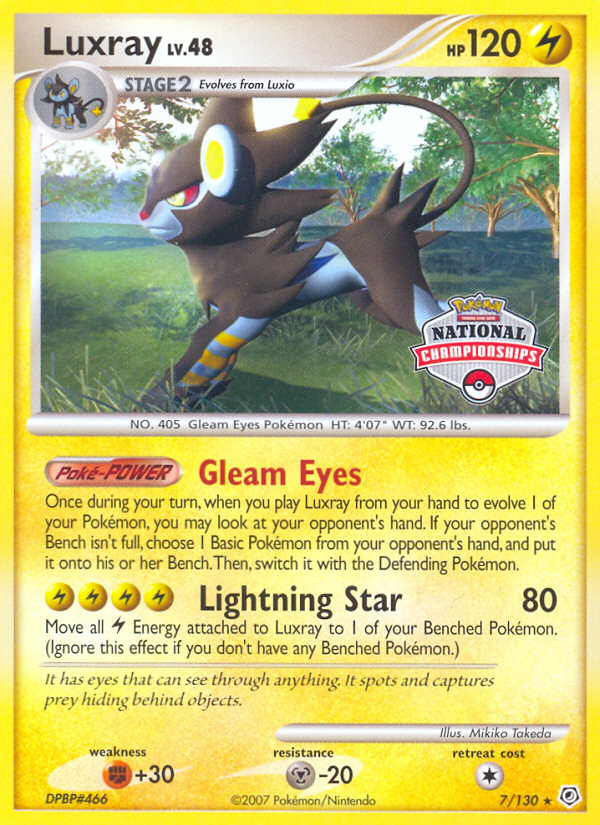 Luxray LV.48 HP 120
STAGE2 Evolves from Luxio
Pokémon
TRADING CARD GAME
NATIONAL
CHAMPIONSHIPS
NO. 405 Gleam Eyes Pokémon HT: 4'07" WT: 92.6 lbs.
Poké-POWER Gleam Eyes
Once during your turn, when you play Luxray from your hand to evolve 1 of
your Pokémon, you may look at your opponent's hand. If your opponent's
Bench isn't full, choose 1 Basic Pokémon from your opponent's hand, and put
it onto his or her Bench. Then, switch it with the Defending Pokémon.
Lightning Star 80
Move all Energy attached to Luxray to 1 of your Benched Pokémon.
(Ignore this effect if you don't have any Benched Pokémon.)
It has eyes that can see through anything. It spots and captures
prey hiding behind objects.
Illus. Mikiko Takeda
weakness resistance retreat cost
+30 -20
DPBP#466 ©2007 Pokémon/Nintendo 7/130 ★